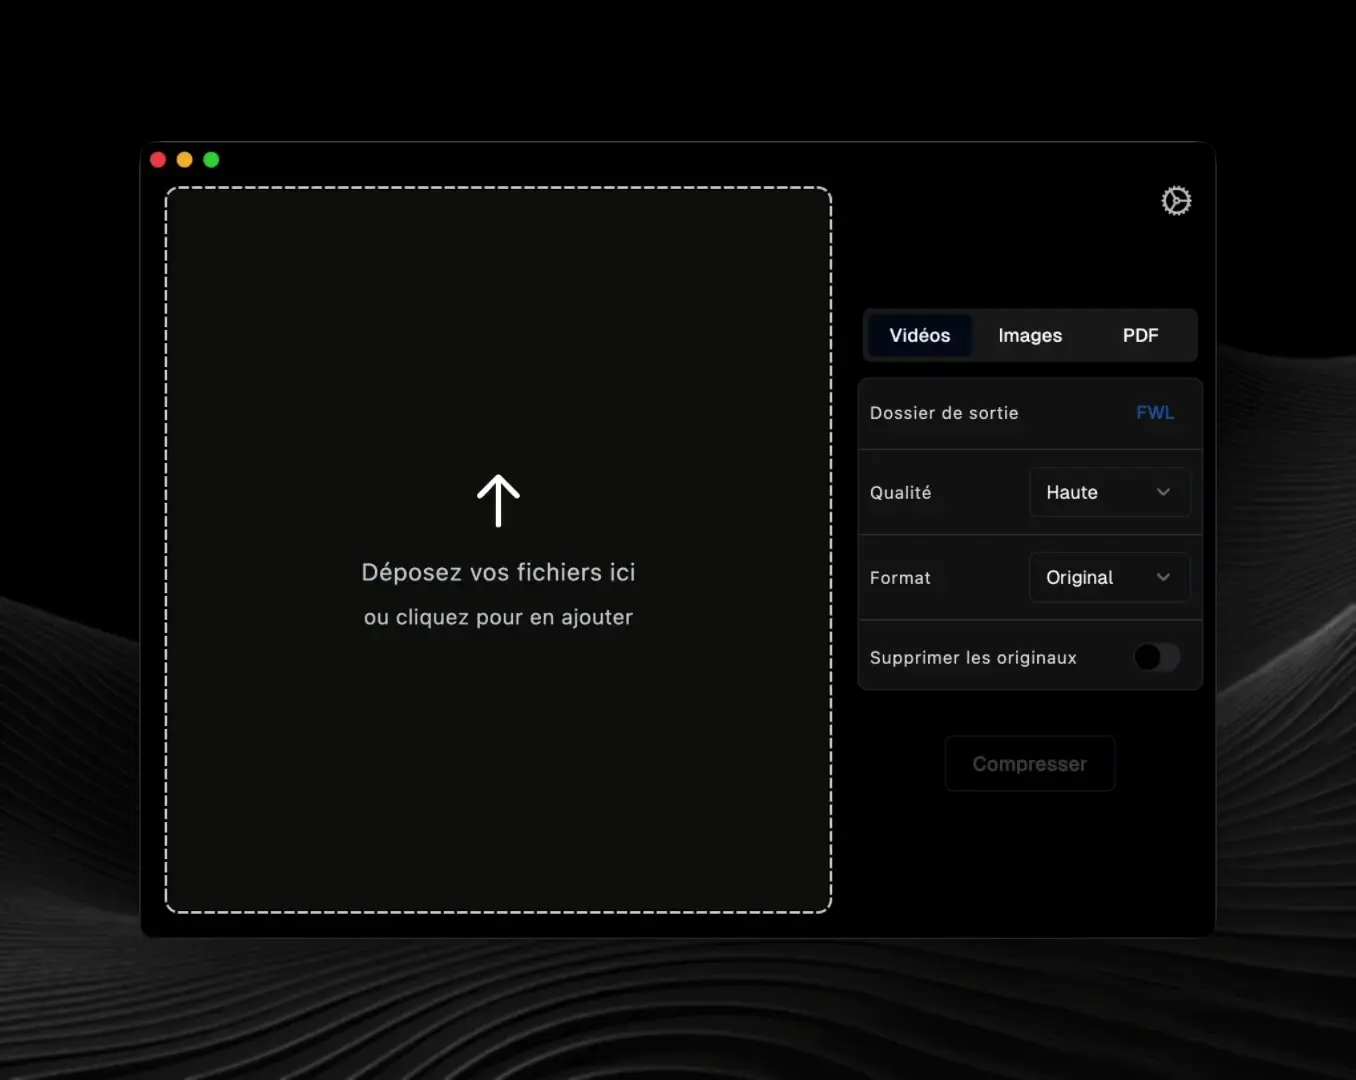 Déposez vos fichiers ici
ou cliquez pour en ajouter
Vidéos Images PDF
Dossier de sortie FWL
Qualité Haute
Format Original
Supprimer les originaux
Compresser